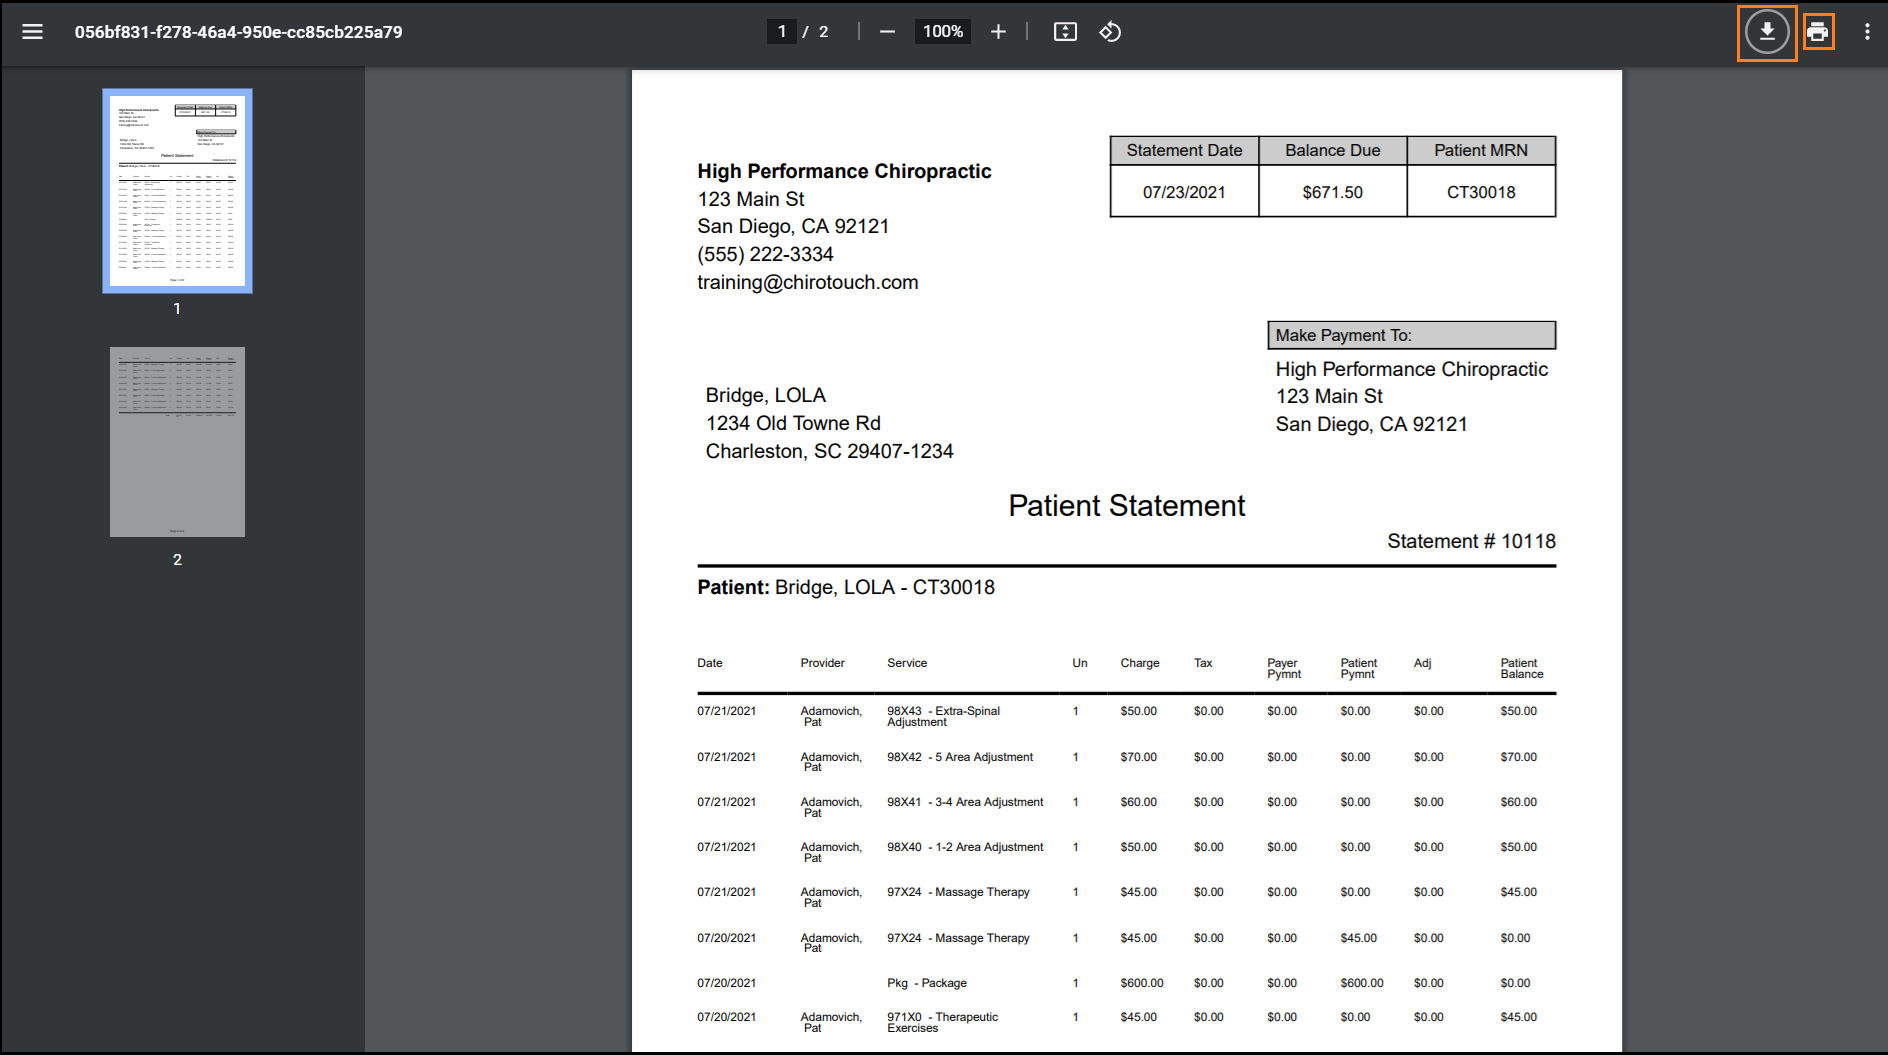 056bf831-f278-46a4-950e-cc85cb225a79
1 / 2
100%
1
2
High Performance Chiropractic
123 Main St
San Diego, CA 92121
(555) 222-3334
training@chirotouch.com
Statement Date Balance Due Patient MRN
07/23/2021 $671.50 CT30018
Make Payment To:
High Performance Chiropractic
123 Main St
San Diego, CA 92121
Bridge, LOLA
1234 Old Towne Rd
Charleston, SC 29407-1234
Patient Statement
Statement # 10118
Patient: Bridge, LOLA - CT30018
Date Provider Service Un Charge Tax Payer Pymnt Patient Pymnt Adj Patient Balance
07/21/2021 Adamovich, Pat 98X43 - Extra-Spinal Adjustment 1 $50.00 $0.00 $0.00 $0.00 $0.00 $50.00
07/21/2021 Adamovich, Pat 98X42 - 5 Area Adjustment 1 $70.00 $0.00 $0.00 $0.00 $0.00 $70.00
07/21/2021 Adamovich, Pat 98X41 - 3-4 Area Adjustment 1 $60.00 $0.00 $0.00 $0.00 $0.00 $60.00
07/21/2021 Adamovich, Pat 98X40 - 1-2 Area Adjustment 1 $50.00 $0.00 $0.00 $0.00 $0.00 $50.00
07/21/2021 Adamovich, Pat 97X24 - Massage Therapy 1 $45.00 $0.00 $0.00 $0.00 $0.00 $45.00
07/20/2021 Adamovich, Pat 97X24 - Massage Therapy 1 $45.00 $0.00 $0.00 $45.00 $0.00 $0.00
07/20/2021 Pkg - Package 1 $600.00 $0.00 $0.00 $600.00 $0.00 $0.00
07/20/2021 Adamovich, Pat 971X0 - Therapeutic Exercises 1 $45.00 $0.00 $0.00 $0.00 $0.00 $45.00